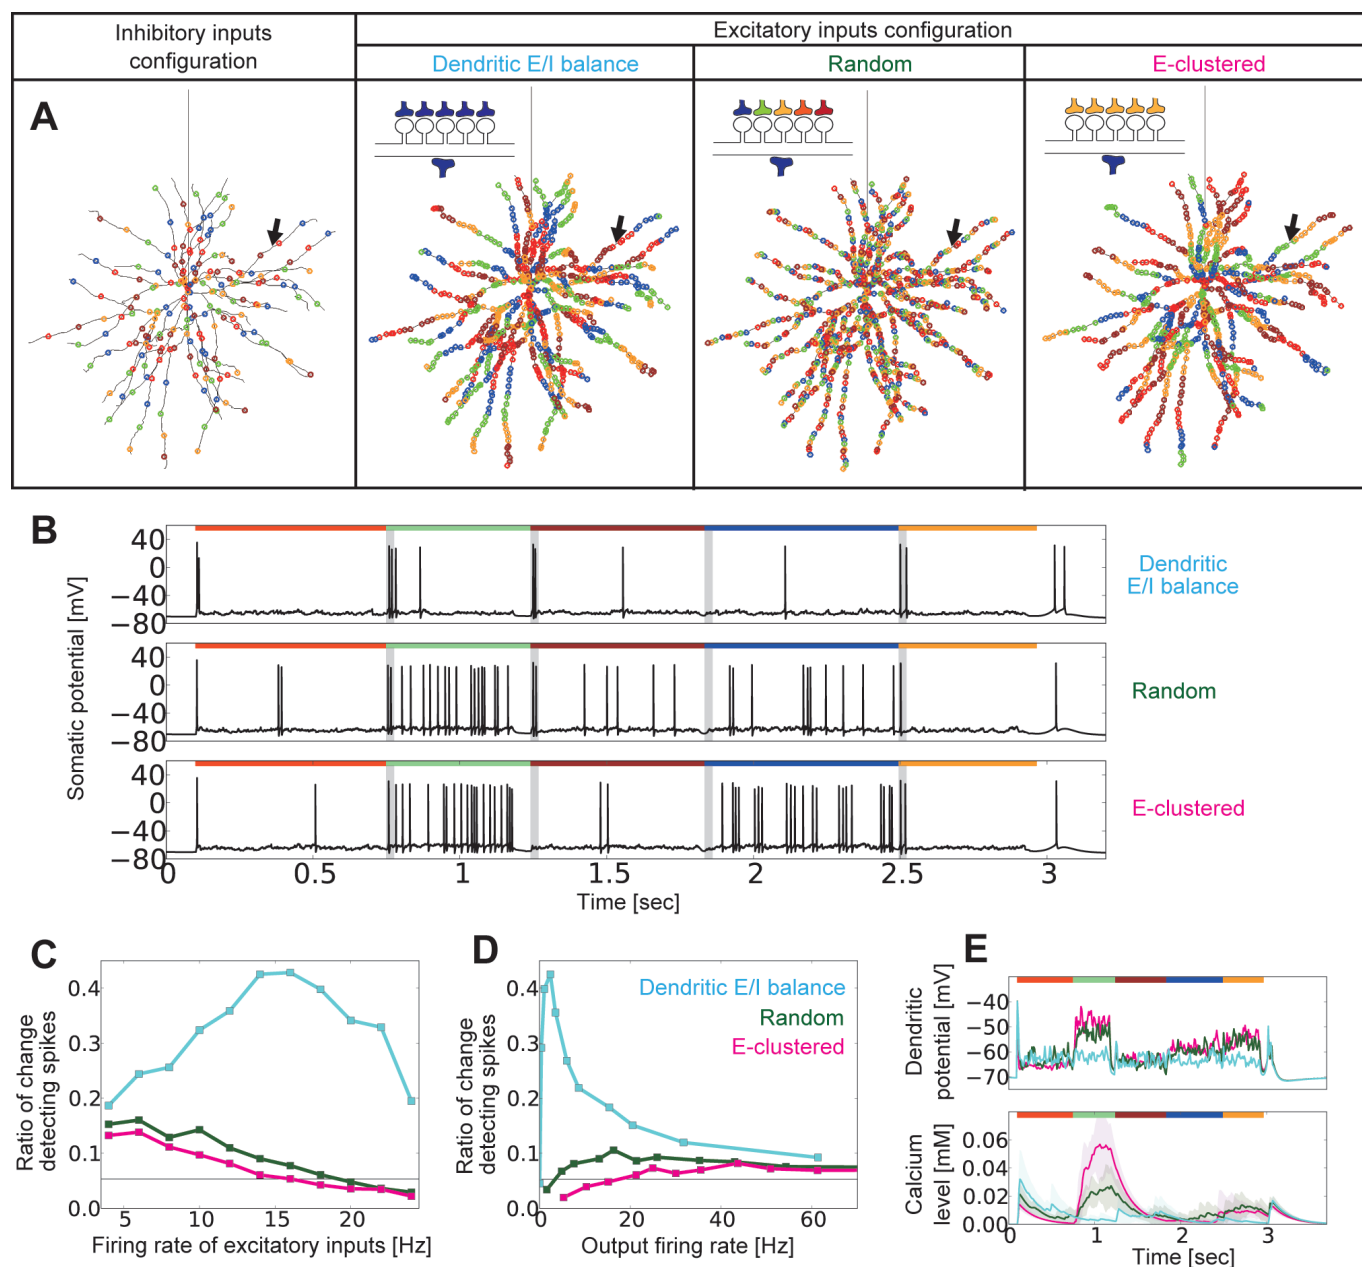 Inhibitory inputs
configuration
Excitatory inputs configuration
Dendritic E/I balance
Random
E-clustered
A
B
Somatic potential [mV]
40
0
−40
−80
Dendritic
E/I balance
40
0
−40
−80
Random
40
0
−40
−80
E-clustered
0
0.5
1
1.5
2
2.5
3
Time [sec]
C
Ratio of change
detecting spikes
0.4
0.3
0.2
0.1
0.0
5
10
15
20
Firing rate of excitatory inputs [Hz]
D
Ratio of change
detecting spikes
0.4
0.3
0.2
0.1
0.0
Dendritic E/I balance
Random
E-clustered
0
20
40
60
Output firing rate [Hz]
E
Dendritic
potential [mV]
−40
−50
−60
−70
Calcium
level [mM]
0.06
0.04
0.02
0.00
0
1
2
3
Time [sec]